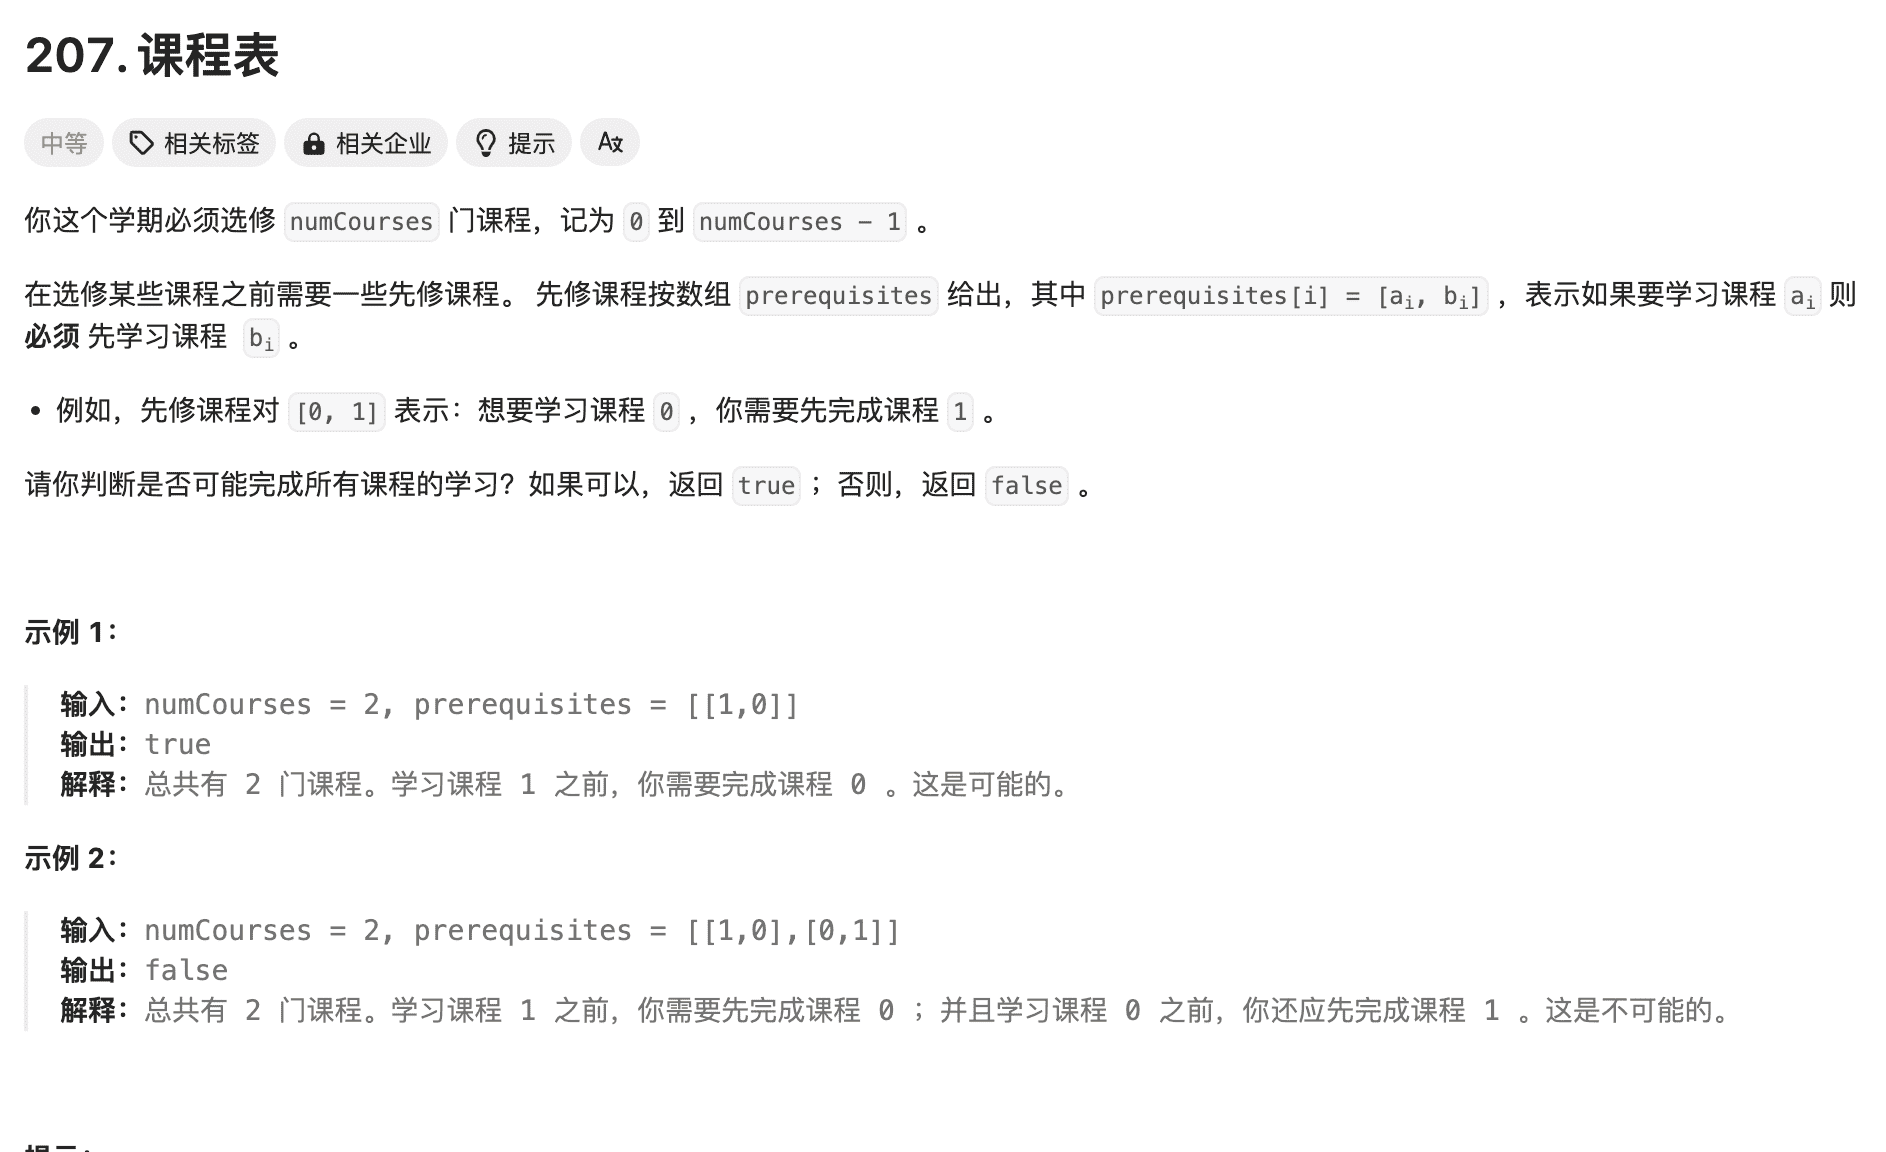 207. 课程表
中等 相关标签 相关企业 提示
你这个学期必须选修 numCourses 门课程，记为 0 到 numCourses - 1 。
在选修某些课程之前需要一些先修课程。 先修课程按数组 prerequisites 给出，其中 prerequisites[i] = [ai, bi] ，表示如果要学习课程 ai 则
必须 先学习课程 bi 。
• 例如，先修课程对 [0, 1] 表示：想要学习课程 0 ，你需要先完成课程 1 。
请你判断是否可能完成所有课程的学习？如果可以，返回 true ；否则，返回 false 。
示例 1：
输入：numCourses = 2, prerequisites = [[1,0]]
输出：true
解释：总共有 2 门课程。学习课程 1 之前，你需要完成课程 0 。这是可能的。
示例 2：
输入：numCourses = 2, prerequisites = [[1,0],[0,1]]
输出：false
解释：总共有 2 门课程。学习课程 1 之前，你需要先完成课程 0 ；并且学习课程 0 之前，你还应先完成课程 1 。这是不可能的。